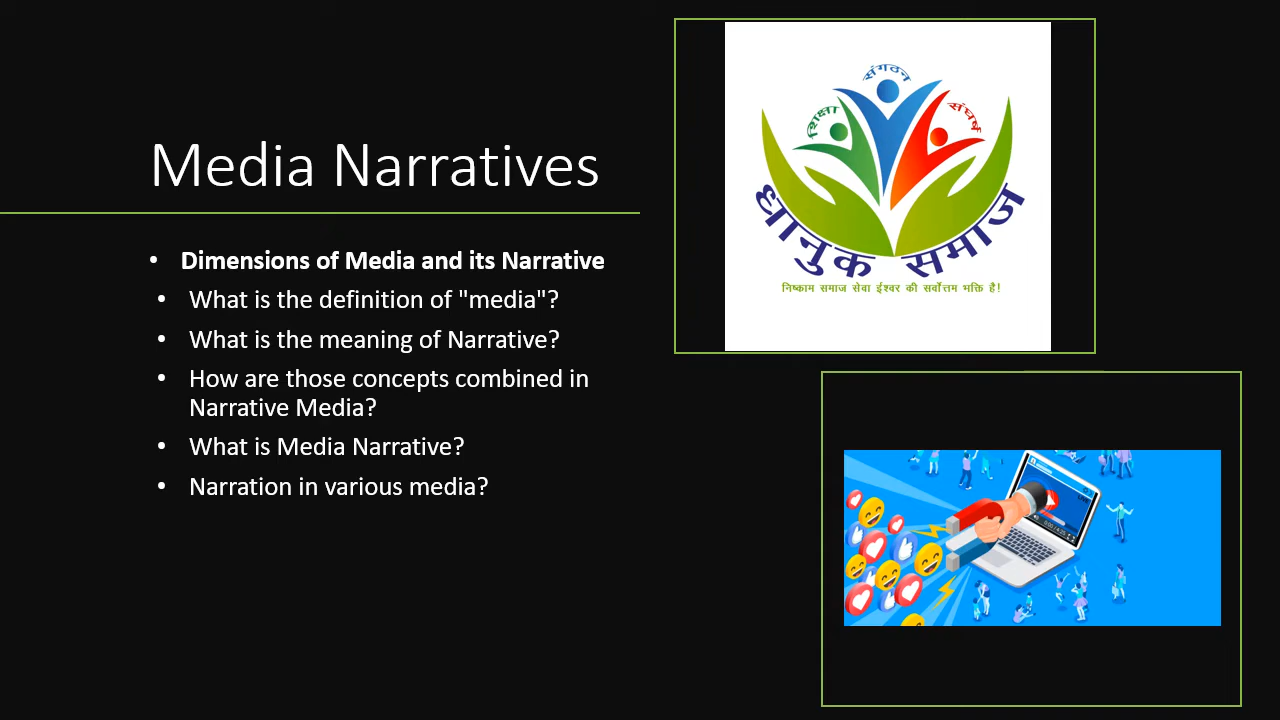 Media Narratives
• Dimensions of Media and its Narrative
• What is the definition of "media"?
• What is the meaning of Narrative?
• How are those concepts combined in
Narrative Media?
• What is Media Narrative?
• Narration in various media?
संगठन
शिक्षा
संघर्ष
धानुक समाज
निष्काम समाज सेवा ईश्वर की सर्वोत्तम भक्ति है!